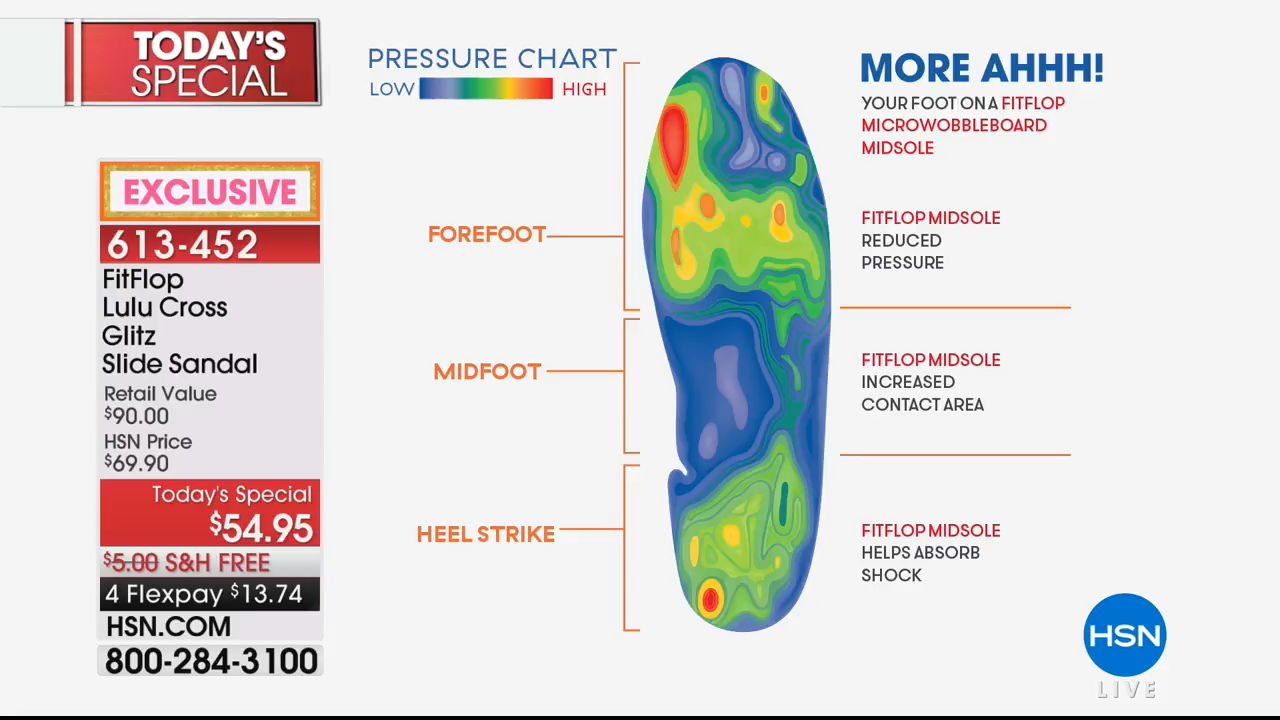 TODAY'S
SPECIAL
EXCLUSIVE
613-452
FitFlop
Lulu Cross
Glitz
Slide Sandal
Retail Value
$90.00
HSN Price
$69.90
Today's Special
$54.95
$5.00 S&H FREE
4 Flexpay $13.74
HSN.COM
800-284-3100
PRESSURE CHART
LOW HIGH
FOREFOOT
MIDFOOT
HEEL STRIKE
MORE AHHH!
YOUR FOOT ON A FITFLOP
MICROWOBBLEBOARD
MIDSOLE
FITFLOP MIDSOLE
REDUCED
PRESSURE
FITFLOP MIDSOLE
INCREASED
CONTACT AREA
FITFLOP MIDSOLE
HELPS ABSORB
SHOCK
HSN
LIVE